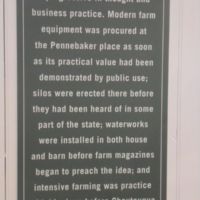 business practice. Modern farm
equipment was procured at
the Pennebaker place as soon
as its practical value had been
demonstrated by public use;
silos were erected there before
they had been heard of in some
part of the state; waterworks
were installed in both house
and barn before farm magazines
began to preach the idea; and
intensive farming was practice